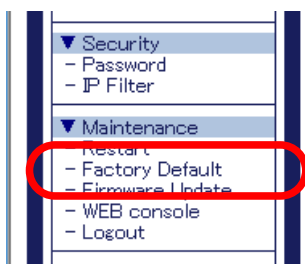 ▼ Security
- Password
- IP Filter
▼ Maintenance
- Restart
- Factory Default
- Firmware Update
- WEB console
- Logout